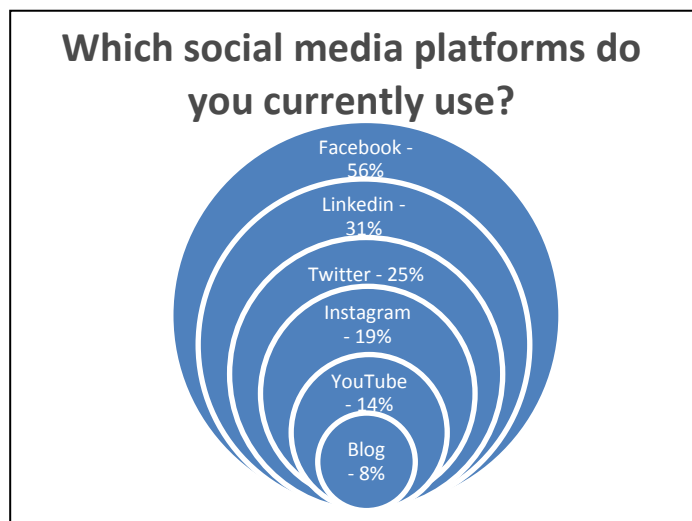 Which social media platforms do
you currently use?
Facebook -
56%
Linkedin -
31%
Twitter - 25%
Instagram
- 19%
YouTube
- 14%
Blog
- 8%